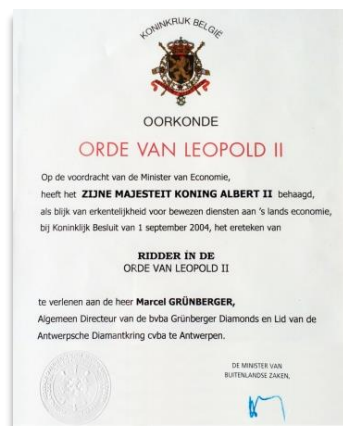 KONINKRIJK BELGIË
OORKONDE
ORDE VAN LEOPOLD II
Op de voordracht van de Minister van Economie,
heeft het ZIJNE MAJESTEIT KONING ALBERT II behaagd,
als blijk van erkentelijkheid voor bewezen diensten aan 's lands economie,
bij Koninklijk Besluit van 1 september 2004, het ereteken van
RIDDER IN DE
ORDE VAN LEOPOLD II
te verlenen aan de heer Marcel GRÜNBERGER,
Algemeen Directeur van de bvba Grünberger Diamonds en Lid van de
Antwerpsche Diamantkring cvba te Antwerpen.
DE MINISTER VAN
BUITENLANDSE ZAKEN,